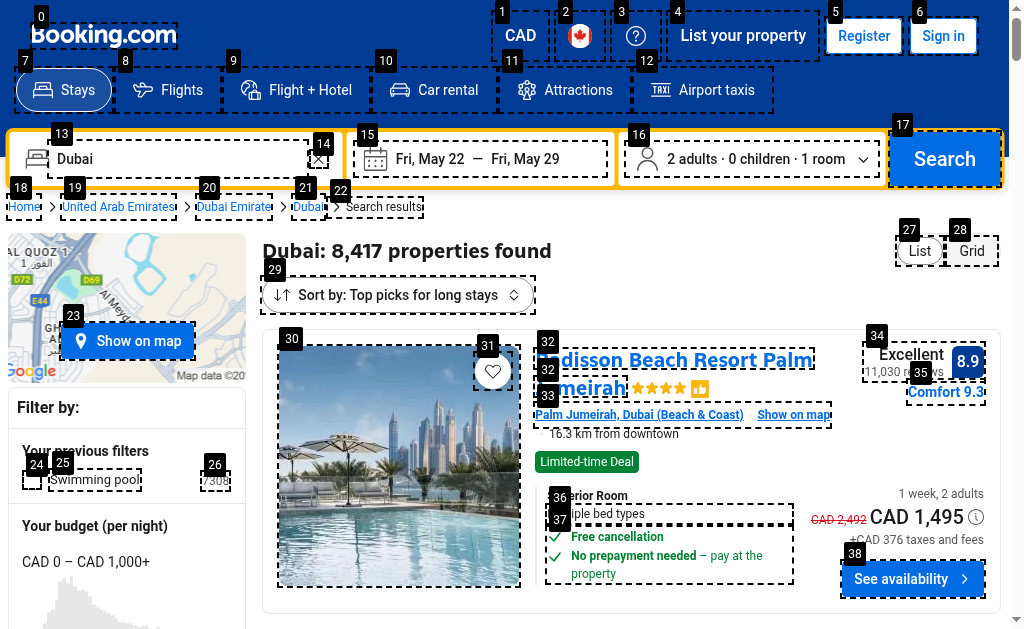 Booking.com
CAD
List your property
Register
Sign in
Stays
Flights
Flight + Hotel
Car rental
Attractions
Airport taxis
Dubai
Fri, May 22 — Fri, May 29
2 adults · 0 children · 1 room
Search
Home
United Arab Emirates
Dubai Emirate
Dubai
Search results
Dubai: 8,417 properties found
List
Grid
Sort by: Top picks for long stays
AL QUOZ 1
القوز 1
D72
D69
E44
Al Meyd
Show on map
Google
Map data ©20
Filter by:
Your previous filters
Swimming pool
7308
Your budget (per night)
CAD 0 – CAD 1,000+
Radisson Beach Resort Palm
Jumeirah
Palm Jumeirah, Dubai (Beach & Coast)
Show on map
16.3 km from downtown
Limited-time Deal
Excellent
11,030 reviews
8.9
Comfort 9.3
Superior Room
Multiple bed types
Free cancellation
No prepayment needed – pay at the
property
1 week, 2 adults
CAD 2,492 CAD 1,495
+CAD 376 taxes and fees
See availability
0
1
2
3
4
5
6
7
8
9
10
11
12
13
14
15
16
17
18
19
20
21
22
23
24
25
26
27
28
29
30
31
32
32
33
34
35
36
37
38